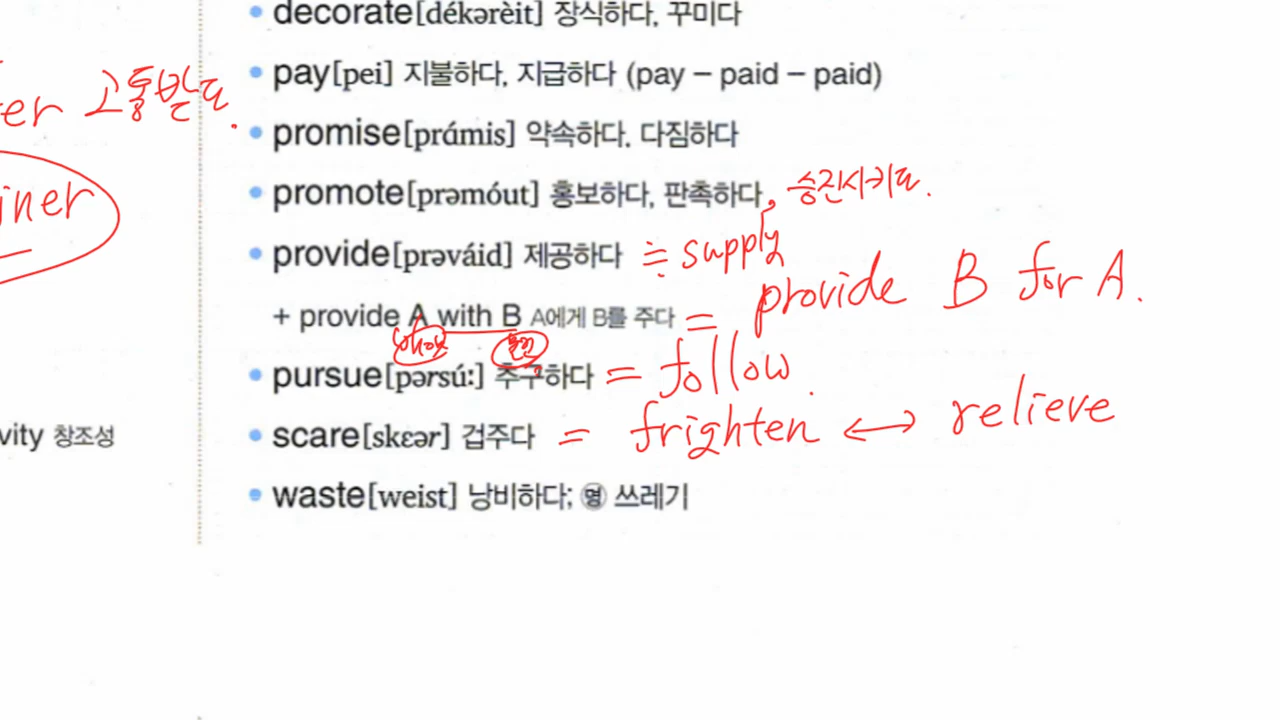 decorate[dékərèit] 장식하다, 꾸미다
er 고통받다.
pay[pei] 지불하다, 지급하다 (pay – paid – paid)
promise[prámis] 약속하다, 다짐하다
iner
promote[prəmóut] 홍보하다, 판촉하다, 승진시키다.
provide[prəváid] 제공하다 ≒ supply
+ provide A with B A에게 B를 주다 = provide B for A.
물건
pursue[pərsú:] 추구하다 = follow.
vity 창조성
scare[skɛər] 겁주다 = frighten ↔ relieve
waste[weist] 낭비하다; 명 쓰레기